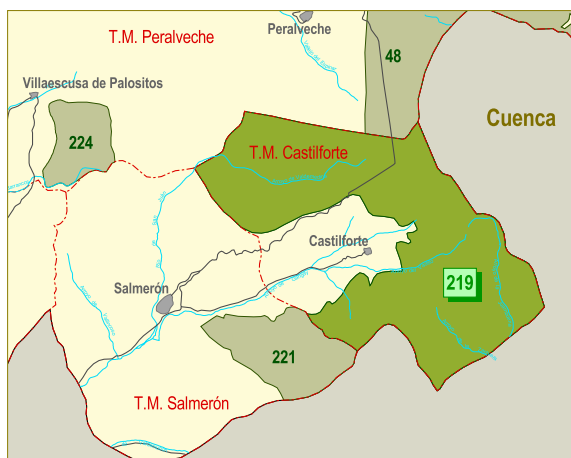 Peralveche
T.M. Peralveche
48
Villaescusa de Palositos
Cuenca
224
T.M. Castilforte
Castilforte
219
Salmerón
221
T.M. Salmerón